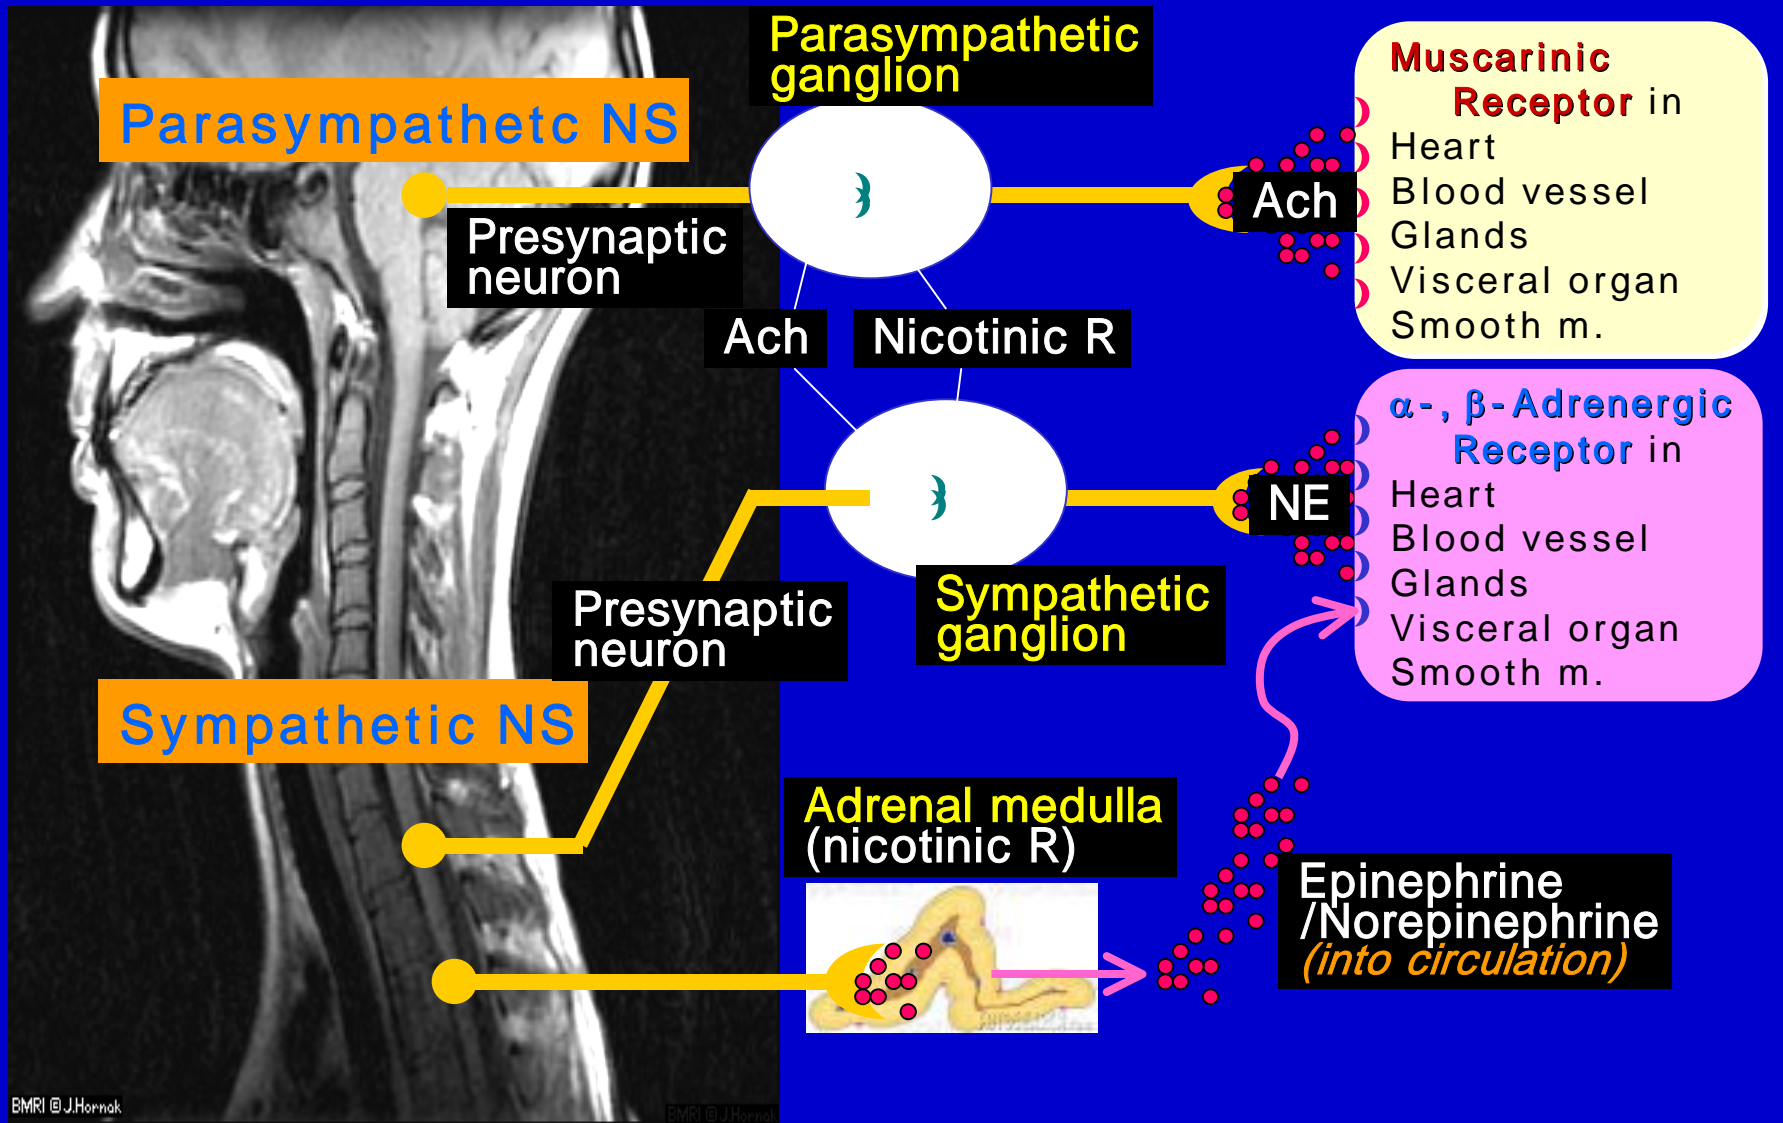 Parasympathetic
ganglion
Parasympathetc NS
Presynaptic
neuron
Ach
Nicotinic R
Ach
Muscarinic
Receptor in
Heart
Blood vessel
Glands
Visceral organ
Smooth m.
α-, β-Adrenergic
Receptor in
Heart
Blood vessel
Glands
Visceral organ
Smooth m.
NE
Sympathetic
ganglion
Presynaptic
neuron
Sympathetic NS
Adrenal medulla
(nicotinic R)
Epinephrine
/Norepinephrine
(into circulation)
BMRI © J.Hornak
BMRI © J.Hornak